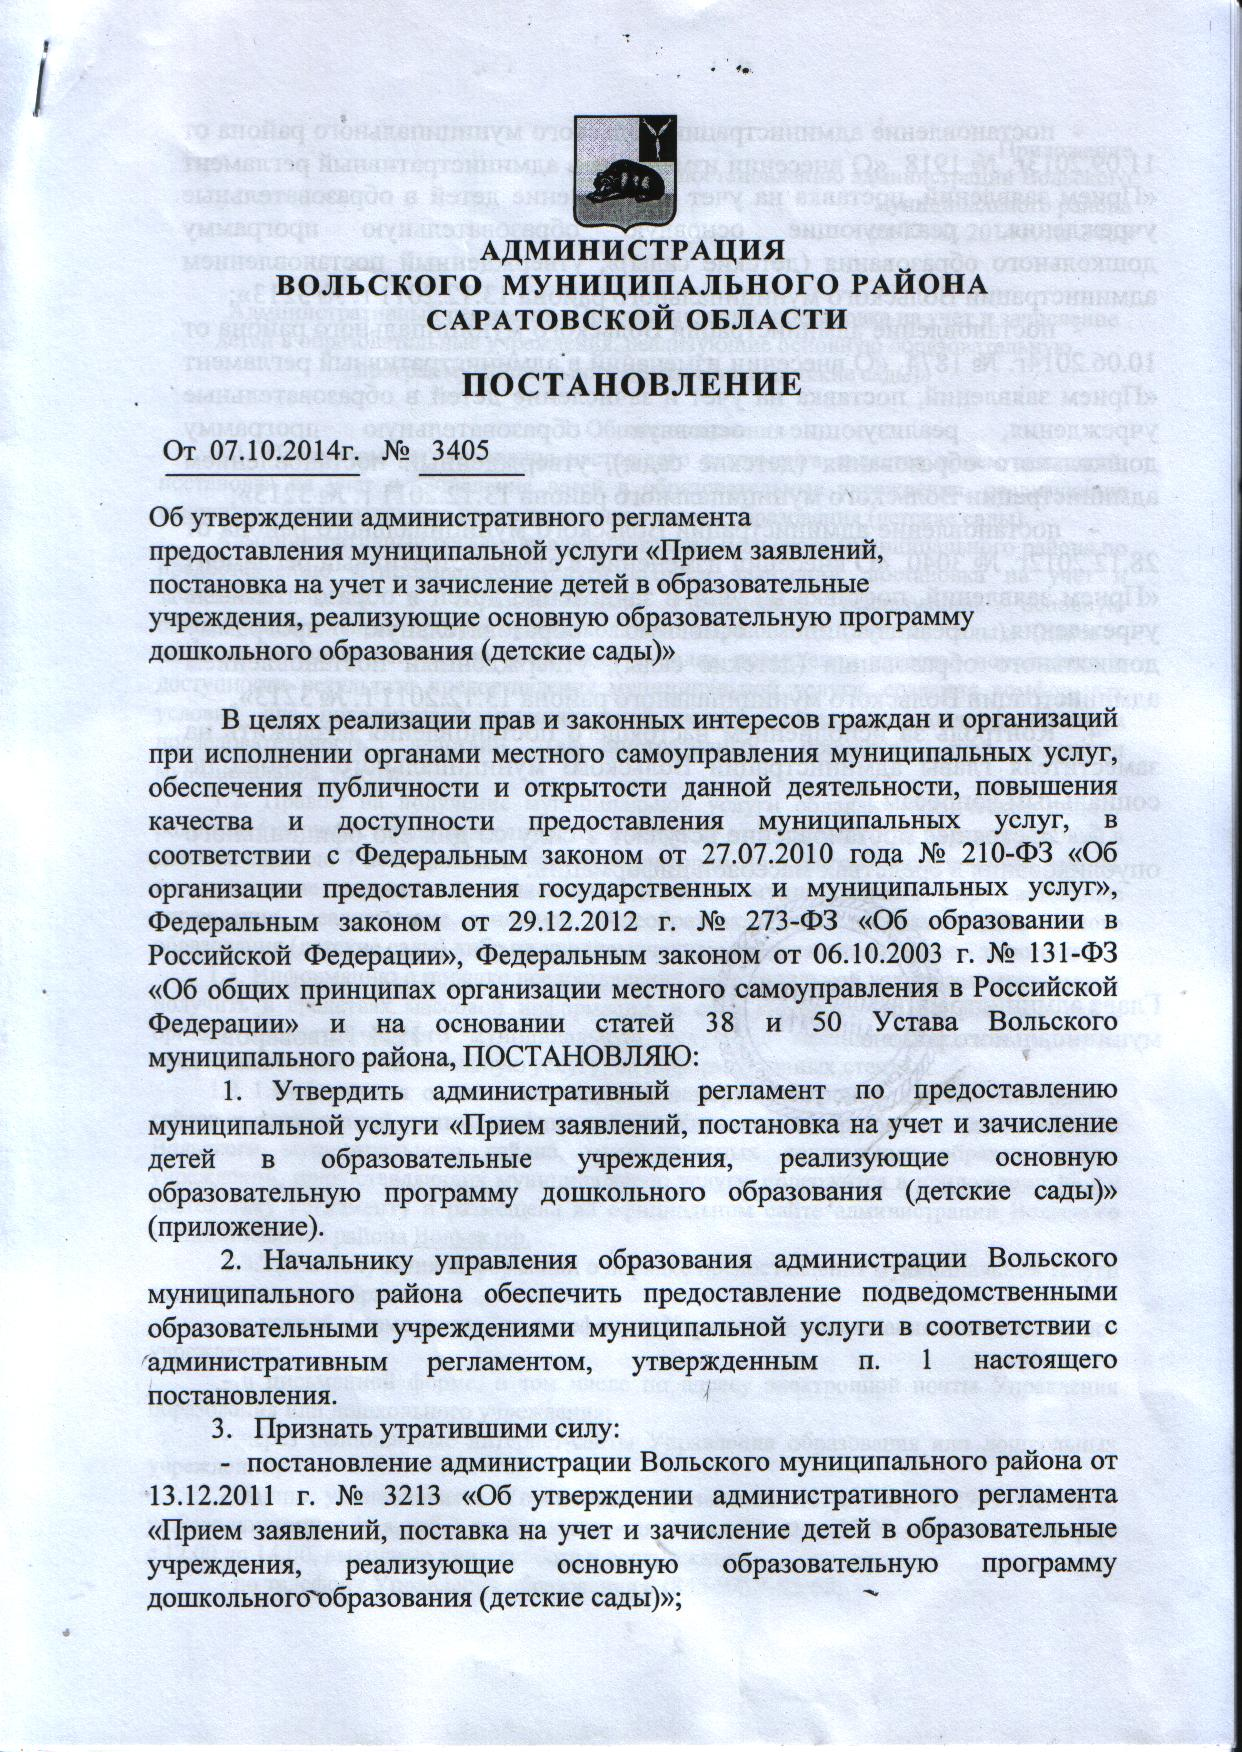 АДМИНИСТРАЦИЯ
ВОЛЬСКОГО МУНИЦИПАЛЬНОГО РАЙОНА
САРАТОВСКОЙ ОБЛАСТИ
ПОСТАНОВЛЕНИЕ
От 07.10.2014г. № 3405
Об утверждении административного регламента
предоставления муниципальной услуги «Прием заявлений,
постановка на учет и зачисление детей в образовательные
учреждения, реализующие основную образовательную программу
дошкольного образования (детские сады)»
В целях реализации прав и законных интересов граждан и организаций
при исполнении органами местного самоуправления муниципальных услуг,
обеспечения публичности и открытости данной деятельности, повышения
качества и доступности предоставления муниципальных услуг, в
соответствии с Федеральным законом от 27.07.2010 года № 210-ФЗ «Об
организации предоставления государственных и муниципальных услуг»,
Федеральным законом от 29.12.2012 г. № 273-ФЗ «Об образовании в
Российской Федерации», Федеральным законом от 06.10.2003 г. № 131-ФЗ
«Об общих принципах организации местного самоуправления в Российской
Федерации» и на основании статей 38 и 50 Устава Вольского
муниципального района, ПОСТАНОВЛЯЮ:
1. Утвердить административный регламент по предоставлению
муниципальной услуги «Прием заявлений, постановка на учет и зачисление
детей в образовательные учреждения, реализующие основную
образовательную программу дошкольного образования (детские сады)»
(приложение).
2. Начальнику управления образования администрации Вольского
муниципального района обеспечить предоставление подведомственными
образовательными учреждениями муниципальной услуги в соответствии с
административным регламентом, утвержденным п. 1 настоящего
постановления.
3. Признать утратившими силу:
- постановление администрации Вольского муниципального района от
13.12.2011 г. № 3213 «Об утверждении административного регламента
«Прием заявлений, поставка на учет и зачисление детей в образовательные
учреждения, реализующие основную образовательную программу
дошкольного образования (детские сады)»;